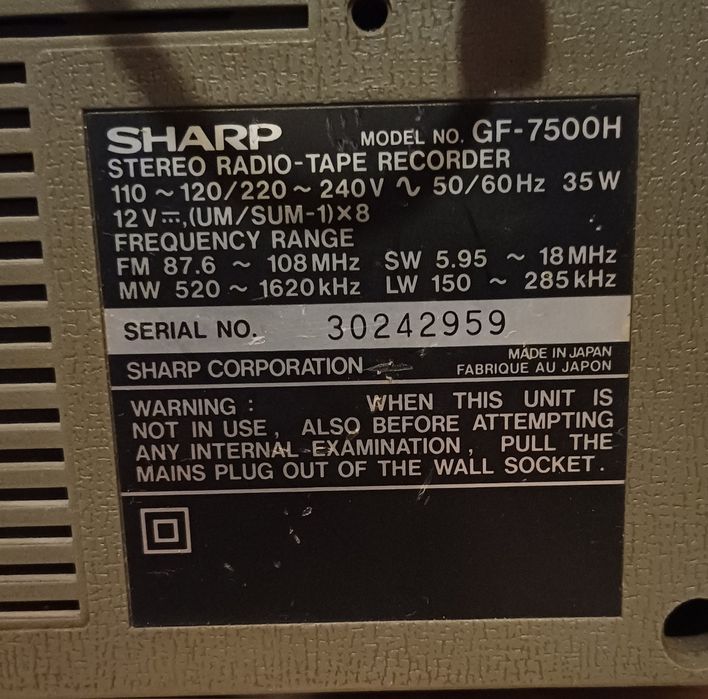 SHARP MODEL NO. GF-7500H
STEREO RADIO-TAPE RECORDER
110 ~ 120/220 ~ 240V ∿ 50/60Hz 35W
12V⎓,(UM/SUM-1)×8
FREQUENCY RANGE
FM 87.6 ~ 108MHz SW 5.95 ~ 18MHz
MW 520 ~ 1620kHz LW 150 ~ 285kHz
SERIAL NO. 30242959
SHARP CORPORATION
MADE IN JAPAN
FABRIQUE AU JAPON
WARNING : WHEN THIS UNIT IS
NOT IN USE, ALSO BEFORE ATTEMPTING
ANY INTERNAL EXAMINATION, PULL THE
MAINS PLUG OUT OF THE WALL SOCKET.